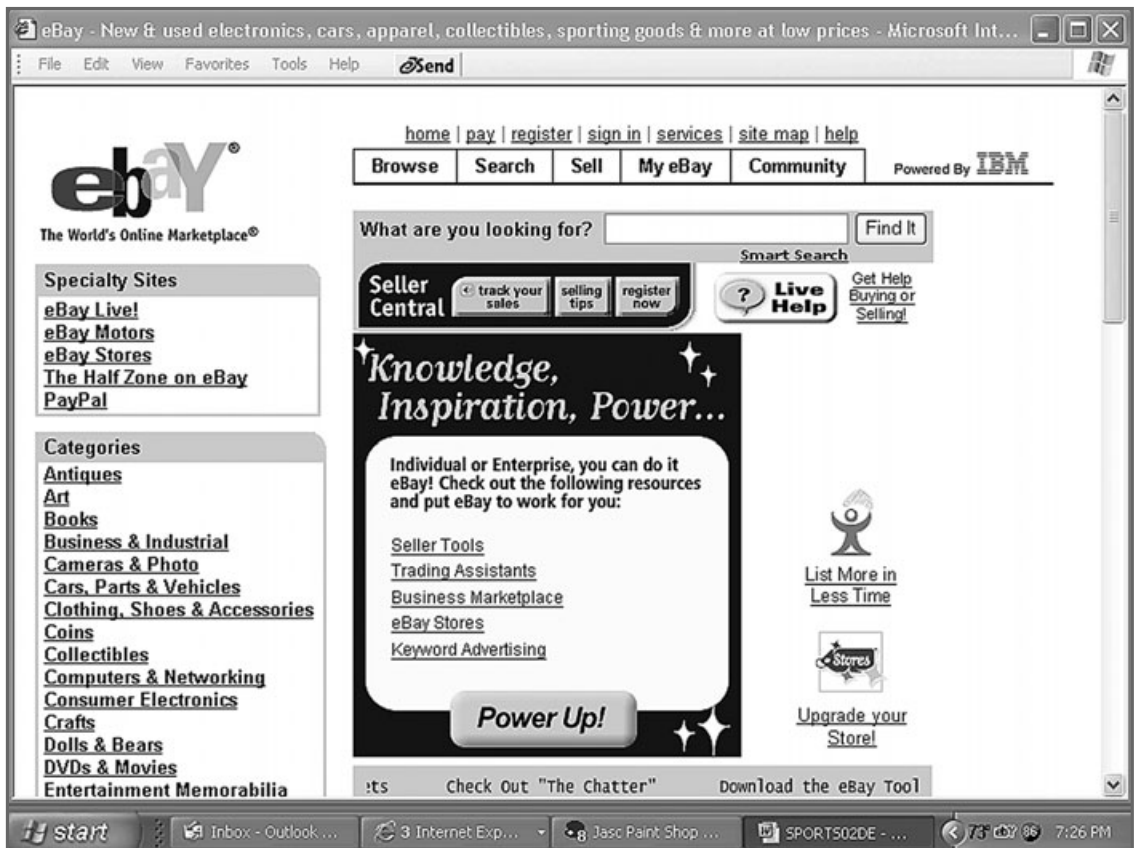 eBay - New & used electronics, cars, apparel, collectibles, sporting goods & more at low prices - Microsoft Int...
File Edit View Favorites Tools Help eSend
home | pay | register | sign in | services | site map | help
Browse Search Sell My eBay Community Powered By IBM
ebaY®
The World's Online Marketplace®
What are you looking for? Find It
Smart Search
Specialty Sites
eBay Live!
eBay Motors
eBay Stores
The Half Zone on eBay
PayPal
Seller Central
track your sales
selling tips
register now
? Live Help
Get Help
Buying or
Selling!
Categories
Antiques
Art
Books
Business & Industrial
Cameras & Photo
Cars, Parts & Vehicles
Clothing, Shoes & Accessories
Coins
Collectibles
Computers & Networking
Consumer Electronics
Crafts
Dolls & Bears
DVDs & Movies
Entertainment Memorabilia
Knowledge,
Inspiration, Power...
Individual or Enterprise, you can do it
eBay! Check out the following resources
and put eBay to work for you:
Seller Tools
Trading Assistants
Business Marketplace
eBay Stores
Keyword Advertising
Power Up!
List More in
Less Time
Stores
Upgrade your
Store!
ets Check Out "The Chatter" Download the eBay Tool
start Inbox - Outlook ... 3 Internet Exp... 8 Jasc Paint Shop ... SPORTS02DE - ... 73° 86 7:26 PM